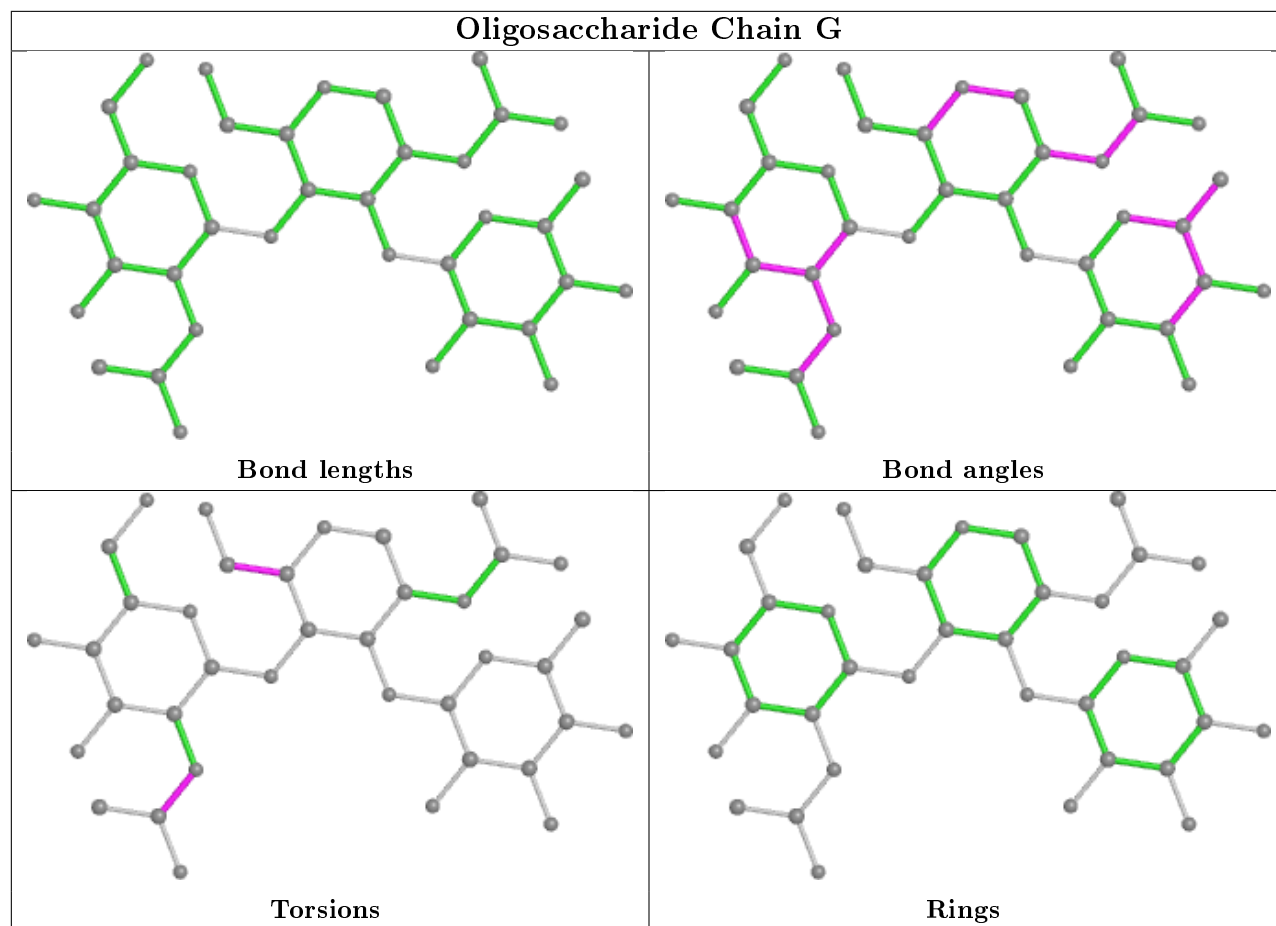 Oligosaccharide Chain G
Bond lengths
Bond angles
Torsions
Rings